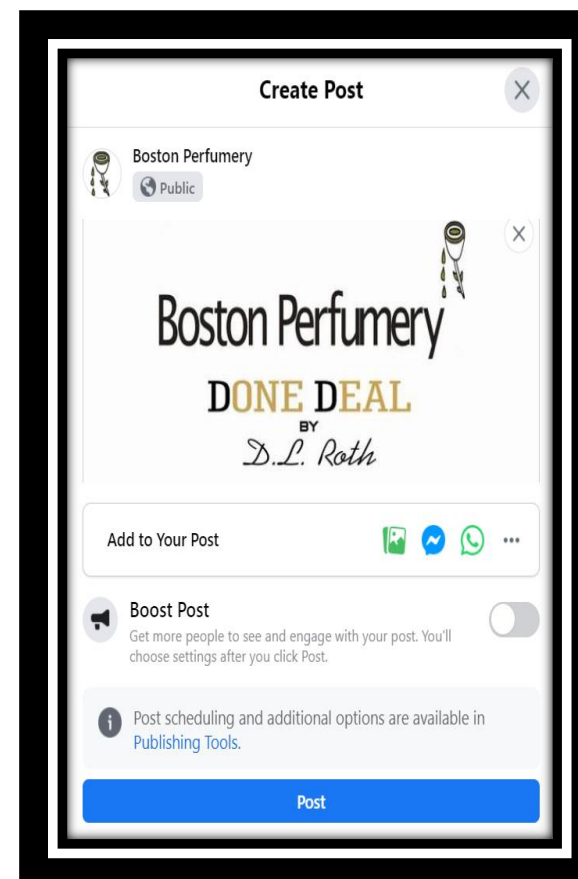 Create Post
Boston Perfumery
Public
Boston Perfumery
DONE DEAL
BY
D.L. Roth
Add to Your Post
Boost Post
Get more people to see and engage with your post. You'll
choose settings after you click Post.
Post scheduling and additional options are available in
Publishing Tools.
Post